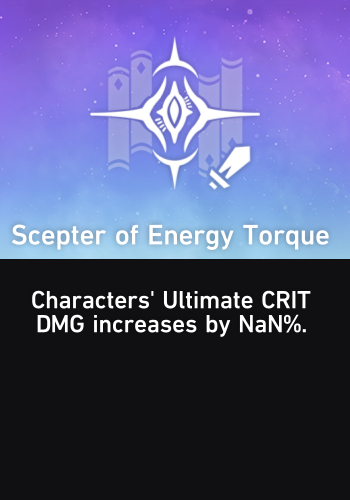 Scepter of Energy Torque
Characters' Ultimate CRIT
DMG increases by NaN%.